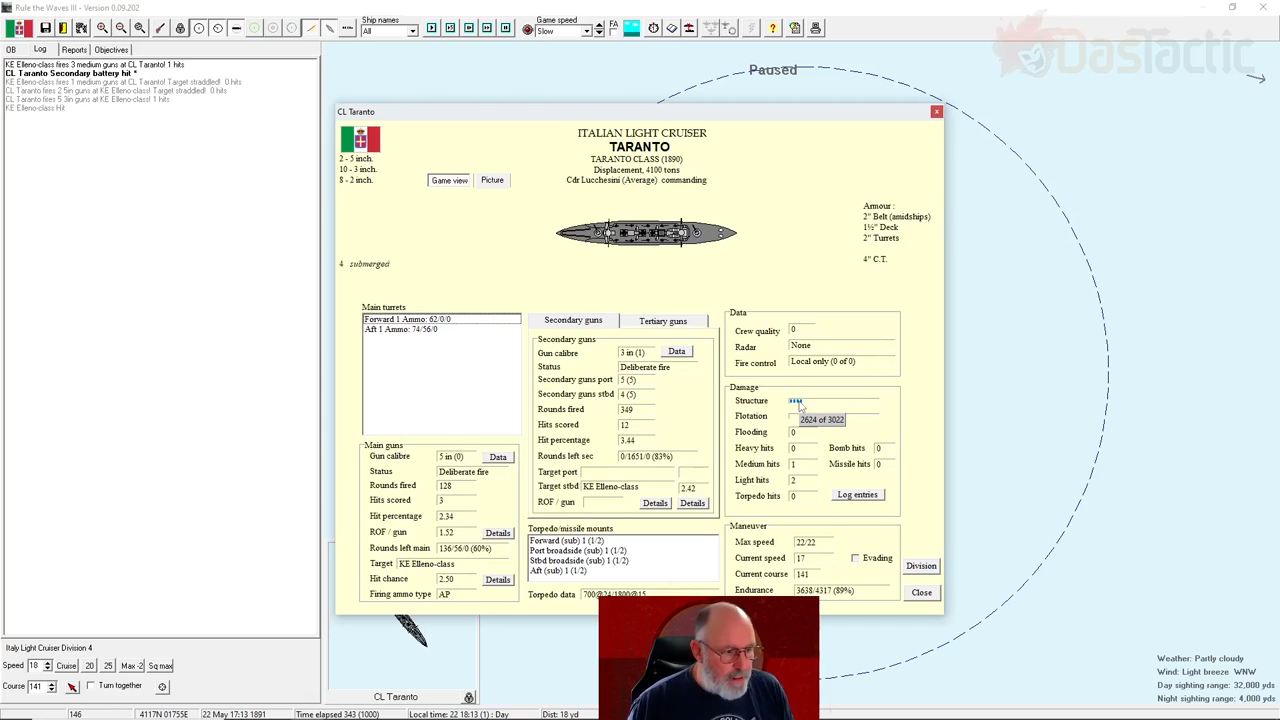 Rule the Waves III - Version 0.09.202
Ship names
All
Game speed
Slow
FA
OB
Log
Reports
Objectives
KE Elleno-class fires 3 medium guns at CL Taranto! 1 hits
CL Taranto Secondary battery hit *
KE Elleno-class fires 1 medium guns at CL Taranto! Target straddled! 0 hits
CL Taranto fires 2 5in guns at KE Elleno-class! Target straddled! 0 hits
CL Taranto fires 5 3in guns at KE Elleno-class! 1 hits
KE Elleno-class Hit
Paused
DasTactic
CL Taranto
2 - 5 inch.
10 - 3 inch.
8 - 2 inch.
Game view
Picture
ITALIAN LIGHT CRUISER
TARANTO
TARANTO CLASS (1890)
Displacement, 4100 tons
Cdr Lucchesini (Average) commanding
Armour :
2" Belt (amidships)
1½" Deck
2" Turrets
4" C.T.
4 submerged
Main turrets
Forward 1 Ammo: 62/0/0
Aft 1 Ammo: 74/56/0
Main guns
Gun calibre 5 in (0) Data
Status Deliberate fire
Rounds fired 128
Hits scored 3
Hit percentage 2.34
ROF / gun 1.52 Details
Rounds left main 136/56/0 (60%)
Target KE Elleno-class
Hit chance 2.50 Details
Firing ammo type AP
Secondary guns
Tertiary guns
Secondary guns
Gun calibre 3 in (1) Data
Status Deliberate fire
Secondary guns port 5 (5)
Secondary guns stbd 4 (5)
Rounds fired 349
Hits scored 12
Hit percentage 3.44
Rounds left sec 0/1651/0 (83%)
Target port
Target stbd KE Elleno-class 2.42
ROF / gun Details Details
Torpedo/missile mounts
Forward (sub) 1 (1/2)
Port broadside (sub) 1 (1/2)
Stbd broadside (sub) 1 (1/2)
Aft (sub) 1 (1/2)
Torpedo data 700@24/1800@15
Data
Crew quality 0
Radar None
Fire control Local only (0 of 0)
Damage
Structure
Flotation
2624 of 3022
Flooding 0
Heavy hits 0 Bomb hits 0
Medium hits 1 Missile hits 0
Light hits 2
Torpedo hits 0 Log entries
Maneuver
Max speed 22/22
Current speed 17 Evading
Current course 141
Endurance 3638/4317 (89%)
Division
Close
Italy Light Cruiser Division 4
Speed 18 Cruise 20 25 Max -2 Sq max
Course 141 Turn together
CL Taranto
Weather: Partly cloudy
Wind: Light breeze WNW
Day sighting range: 32,000 yds
Night sighting range: 4,000 yds
146 4117N 01755E 22 May 17:13 1891 Time elapsed 343 (1000) Local time: 22 18:13 (1) : Day Dist: 18 yd